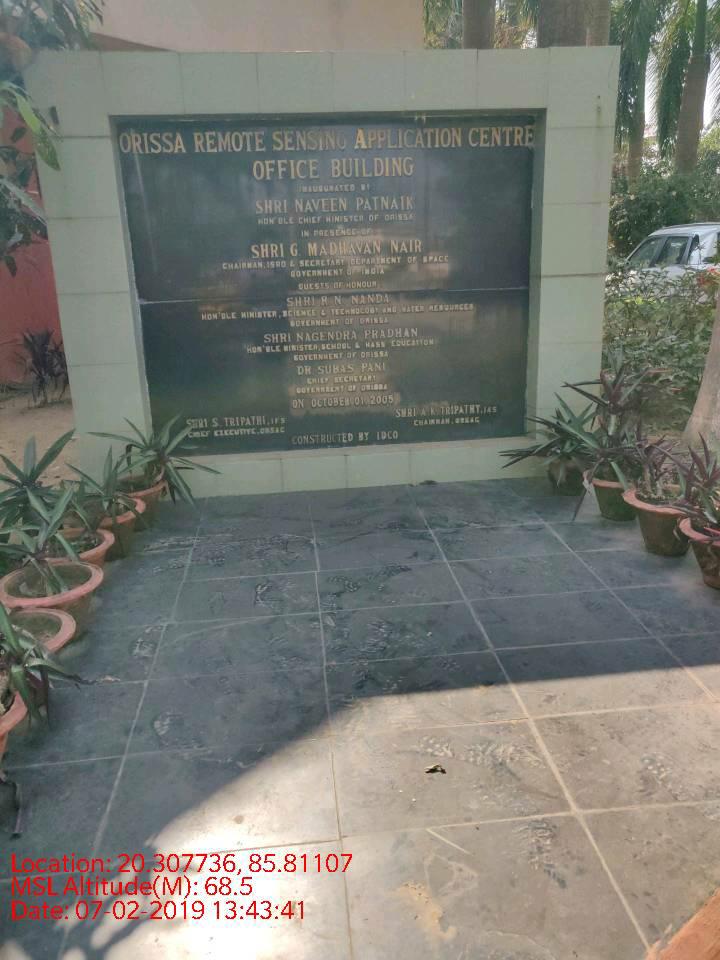 ORISSA REMOTE SENSING APPLICATION CENTRE
OFFICE BUILDING
INAUGURATED BY
SHRI NAVEEN PATNAIK
HON'BLE CHIEF MINISTER OF ORISSA
IN PRESENCE OF
SHRI G. MADHAVAN NAIR
CHAIRMAN, ISRO & SECRETARY DEPARTMENT OF SPACE
GOVERNMENT OF INDIA
GUESTS OF HONOUR
SHRI R.N. NANDA
HON'BLE MINISTER, SCIENCE & TECHNOLOGY AND WATER RESOURCES
GOVERNMENT OF ORISSA
SHRI NAGENDRA PRADHAN
HON'BLE MINISTER, SCHOOL & MASS EDUCATION
GOVERNMENT OF ORISSA
DR SUBAS PANI
CHIEF SECRETARY
GOVERNMENT OF ORISSA
ON OCTOBER 01, 2005
SHRI S. TRIPATHI, IFS
CHIEF EXECUTIVE, ORSAC
SHRI A.K. TRIPATHY, IAS
CHAIRMAN, ORSAC
CONSTRUCTED BY IDCO
Location: 20.307736, 85.81107
MSL Altitude(M): 68.5
Date: 07-02-2019 13:43:41